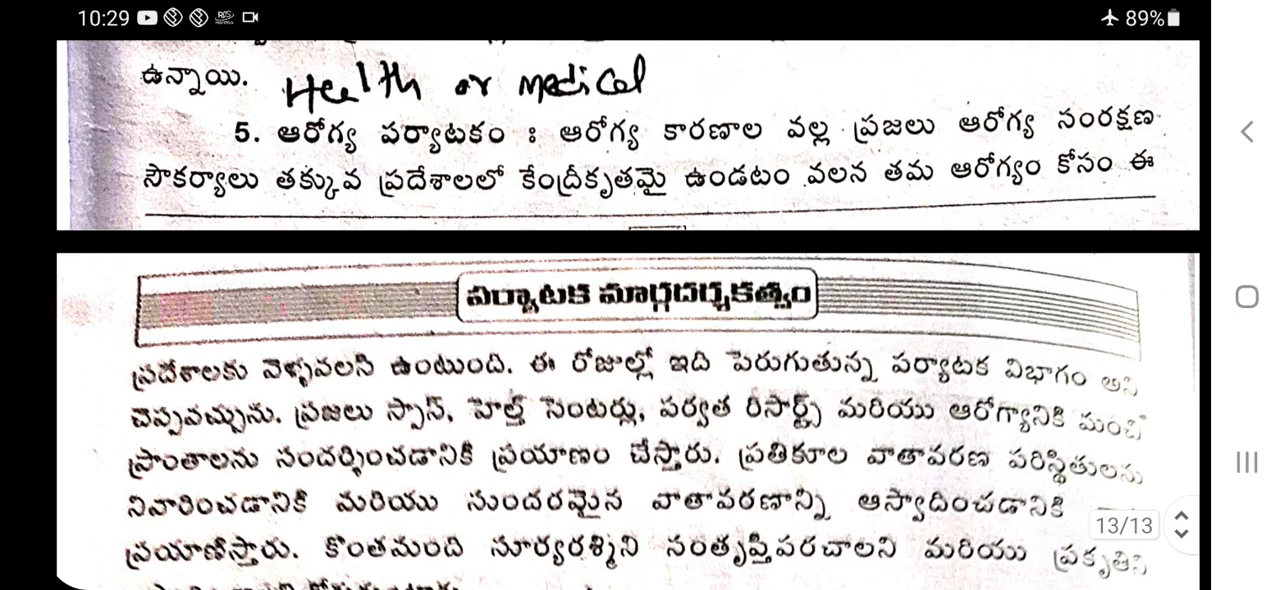 10:29
89%
ఉన్నాయి. Health or medical
5. ఆరోగ్య పర్యాటకం : ఆరోగ్య కారణాల వల్ల ప్రజలు ఆరోగ్య సంరక్షణ
సౌకర్యాలు తక్కువ ప్రదేశాలలో కేంద్రీకృతమై ఉండటం వలన తమ ఆరోగ్యం కోసం ఈ
పర్యాటక మార్గదర్శకత్వం
ప్రదేశాలకు వెళ్ళవలసి ఉంటుంది. ఈ రోజుల్లో ఇది పెరుగుతున్న పర్యాటక విభాగం అని
చెప్పవచ్చును. ప్రజలు స్పాస్, హెల్త్ సెంటర్లు, పర్వత రిసార్ట్స్ మరియు ఆరోగ్యానికి మంచి
ప్రాంతాలను సందర్శించడానికి ప్రయాణం చేస్తారు. ప్రతికూల వాతావరణ పరిస్థితులను
నివారించడానికి మరియు సుందరమైన వాతావరణాన్ని ఆస్వాదించడానికి
13/13
ప్రయాణిస్తారు. కొంతమంది సూర్యరశ్మిని సంతృప్తిపరచాలని మరియు ప్రకృతిని